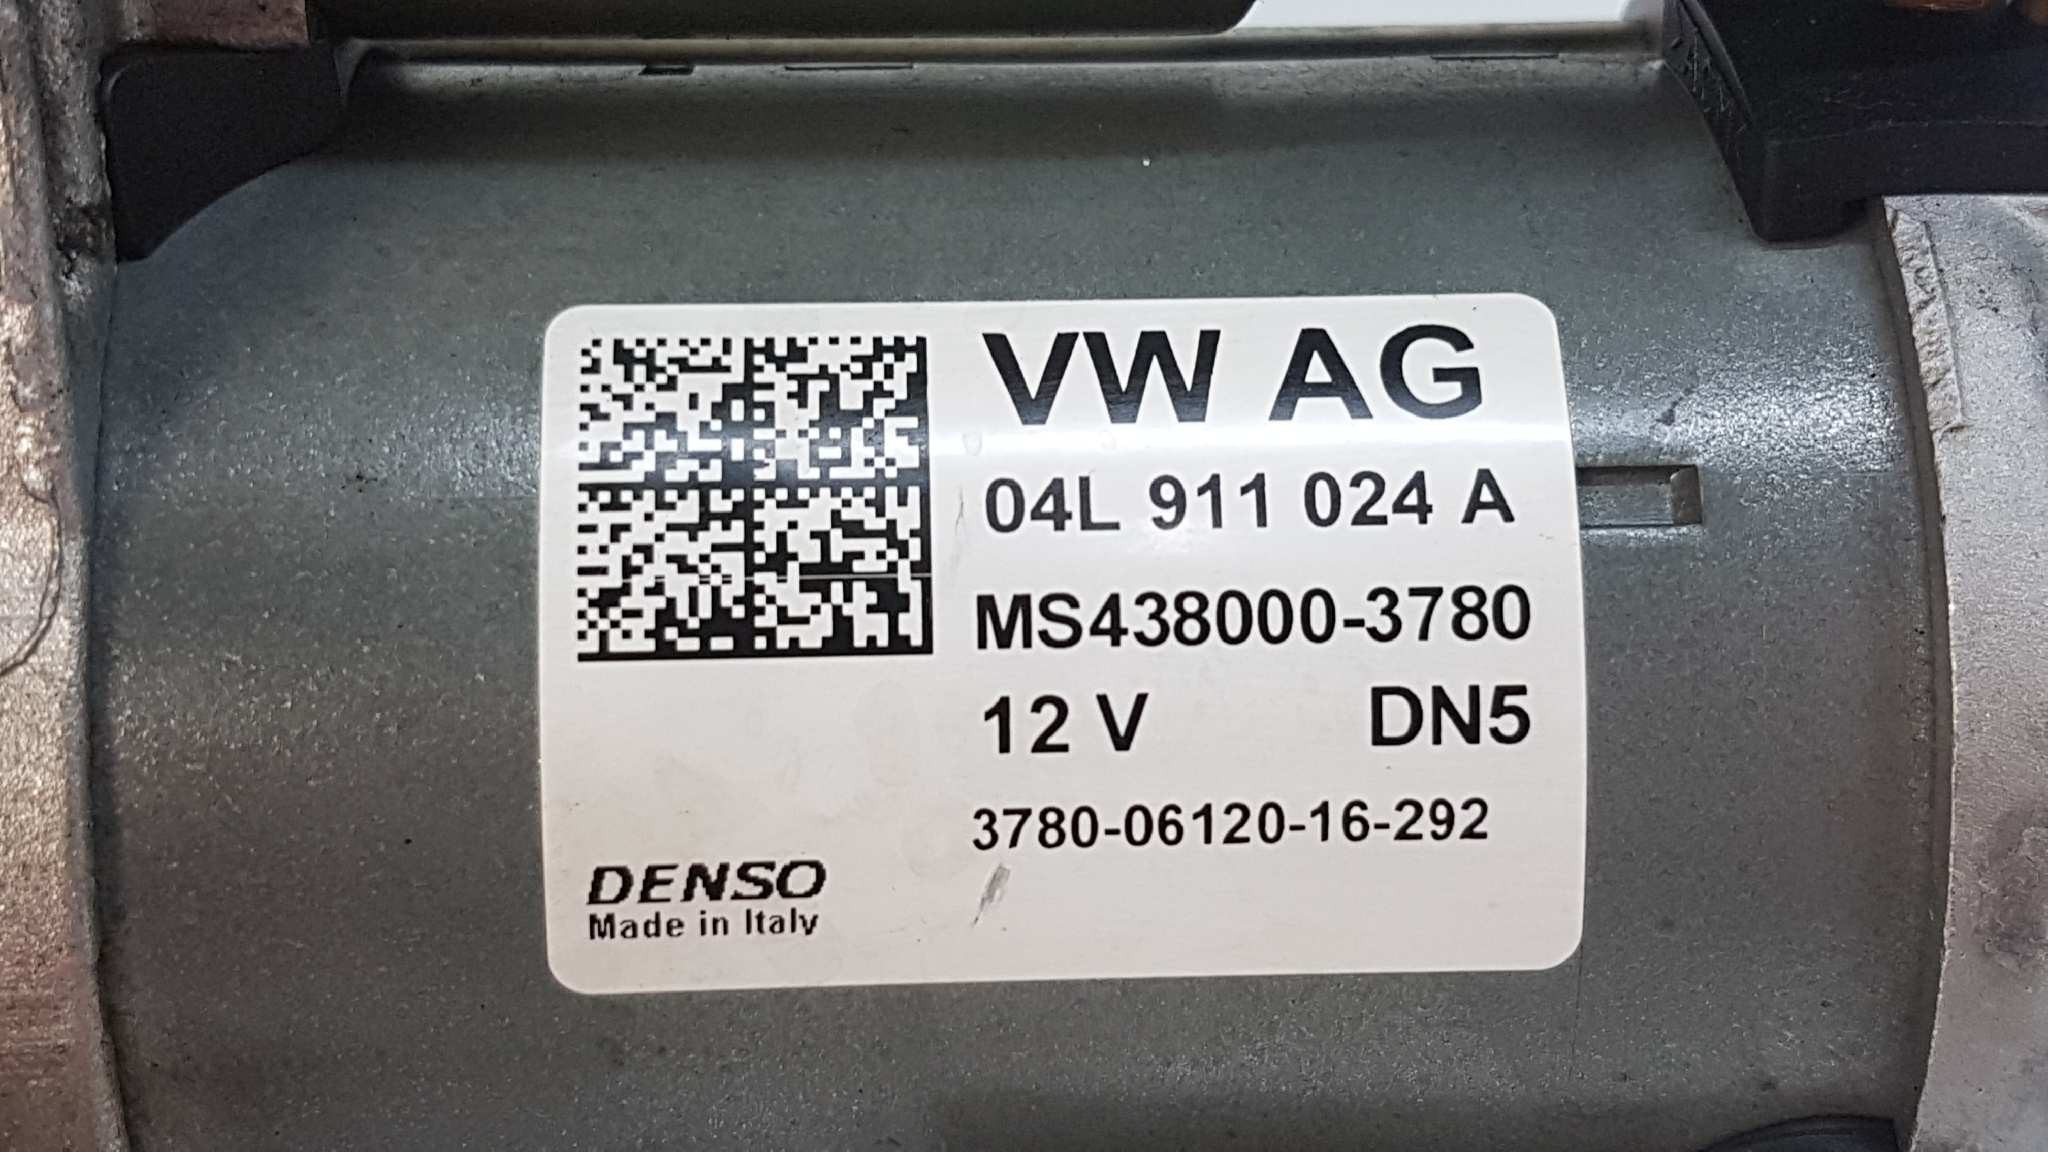 VW AG
04L 911 024 A
MS438000-3780
12 V DN5
3780-06120-16-292
DENSO
Made in Italy